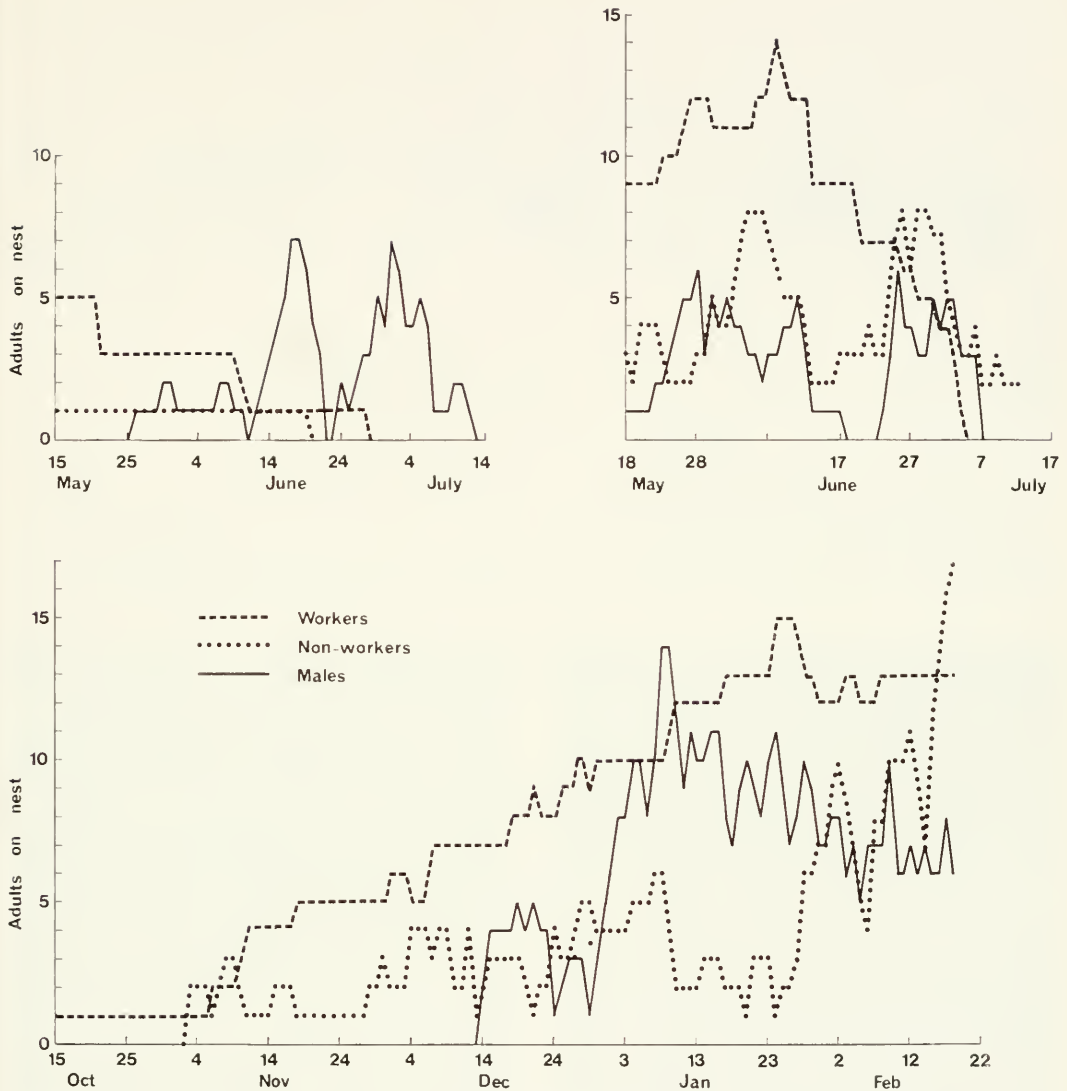 10
5
0
Adults on nest
15 25 4 14 24 4 14
May June July
15
10
5
18 28 17 27 7 17
May June July
15
10
5
0
Adults on nest
Workers
Non-workers
Males
15 25 4 14 24 4 14 24 3 13 23 2 12 22
Oct Nov Dec Jan Feb